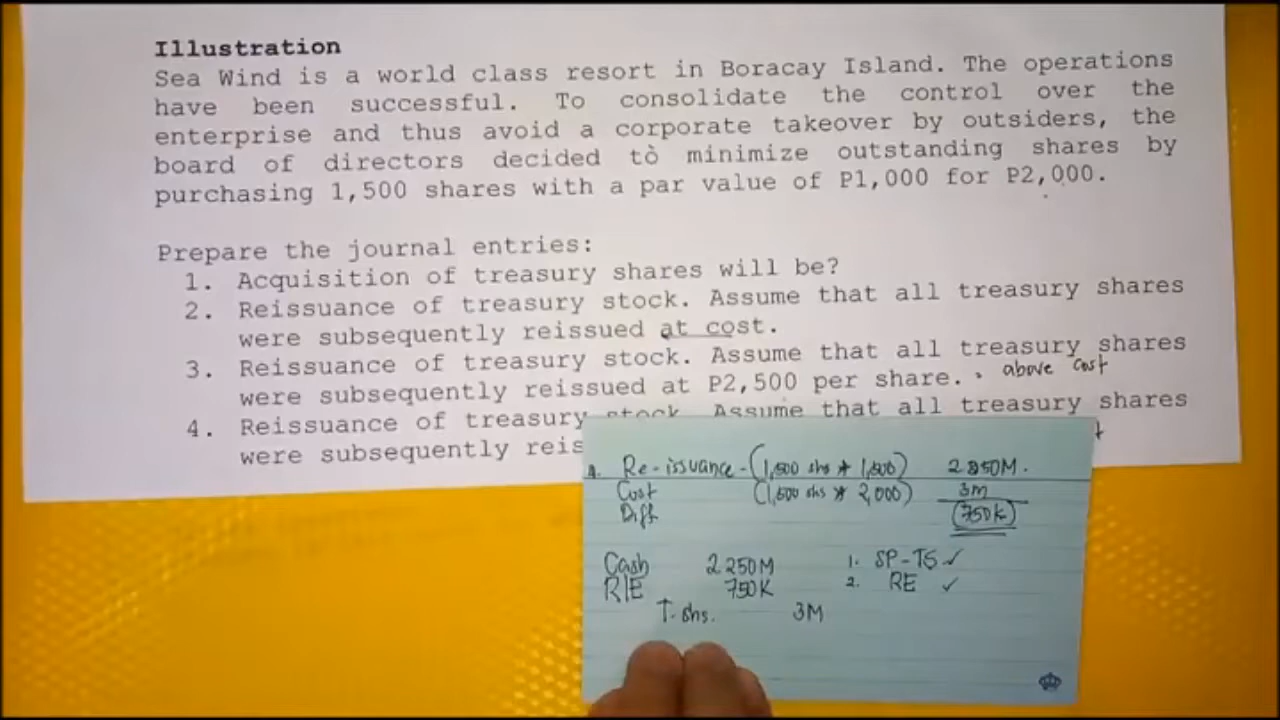 Illustration
Sea Wind is a world class resort in Boracay Island. The operations
have been successful. To consolidate the control over the
enterprise and thus avoid a corporate takeover by outsiders, the
board of directors decided to minimize outstanding shares by
purchasing 1,500 shares with a par value of P1,000 for P2,000.
Prepare the journal entries:
1. Acquisition of treasury shares will be?
2. Reissuance of treasury stock. Assume that all treasury shares
were subsequently reissued at cost.
3. Reissuance of treasury stock. Assume that all treasury shares
were subsequently reissued at P2,500 per share. above cost
4. Reissuance of treasury stock. Assume that all treasury shares
were subsequently reis
4. Re-issuance - (1,500 shs * 1,500) 2 250M.
Cost (1,500 shs * 2,000) 3m
Diff (750K)
Cash 2 250M 1. SP-TS ✓
R/E 750K 2. RE ✓
T. shs. 3M